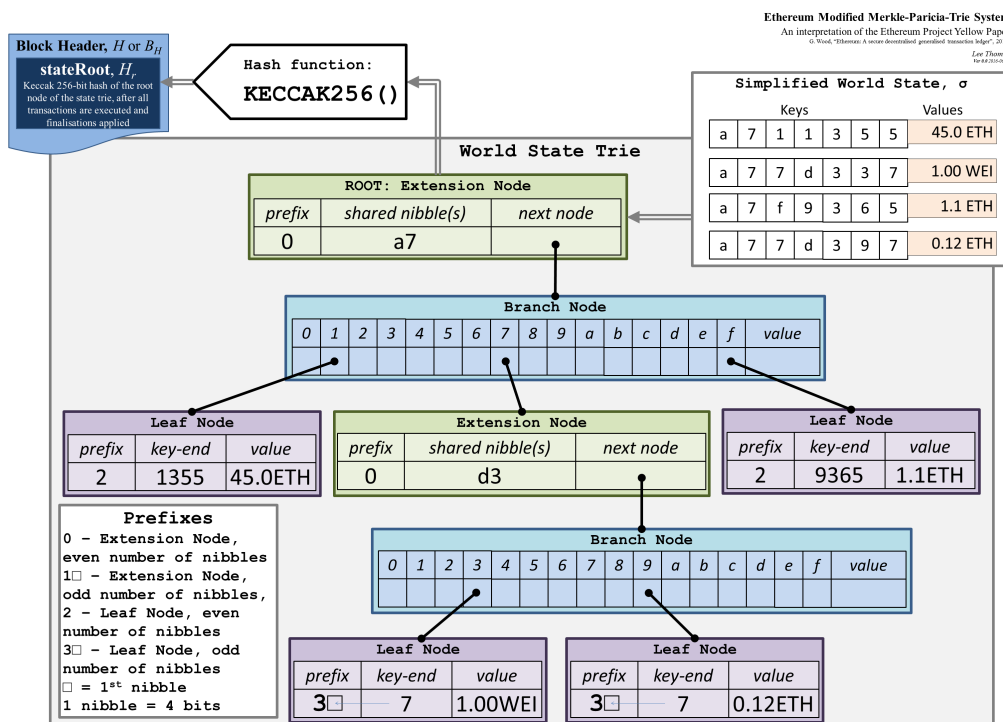 Ethereum Modified Merkle-Paricia-Trie System
An interpretation of the Ethereum Project Yellow Paper
G. Wood, "Ethereum: A secure decentralised generalised transaction ledger", 20
Lee Thom
Block Header, H or B_H
stateRoot, H_r
Keccak 256-bit hash of the root
node of the state trie, after all
transactions are executed and
finalisations applied
Hash function:
KECCAK256()
Simplified World State, σ
Keys Values
a 7 1 1 3 5 5 45.0 ETH
a 7 7 d 3 3 7 1.00 WEI
a 7 f 9 3 6 5 1.1 ETH
a 7 7 d 3 9 7 0.12 ETH
World State Trie
ROOT: Extension Node
prefix shared nibble(s) next node
0 a7
Branch Node
0 1 2 3 4 5 6 7 8 9 a b c d e f value
Leaf Node
prefix key-end value
2 1355 45.0ETH
Extension Node
prefix shared nibble(s) next node
0 d3
Leaf Node
prefix key-end value
2 9365 1.1ETH
Prefixes
0 – Extension Node,
even number of nibbles
1□ – Extension Node,
odd number of nibbles,
2 – Leaf Node, even
number of nibbles
3□ – Leaf Node, odd
number of nibbles
□ = 1st nibble
1 nibble = 4 bits
Branch Node
0 1 2 3 4 5 6 7 8 9 a b c d e f value
Leaf Node
prefix key-end value
3□ 7 1.00WEI
Leaf Node
prefix key-end value
3□ 7 0.12ETH